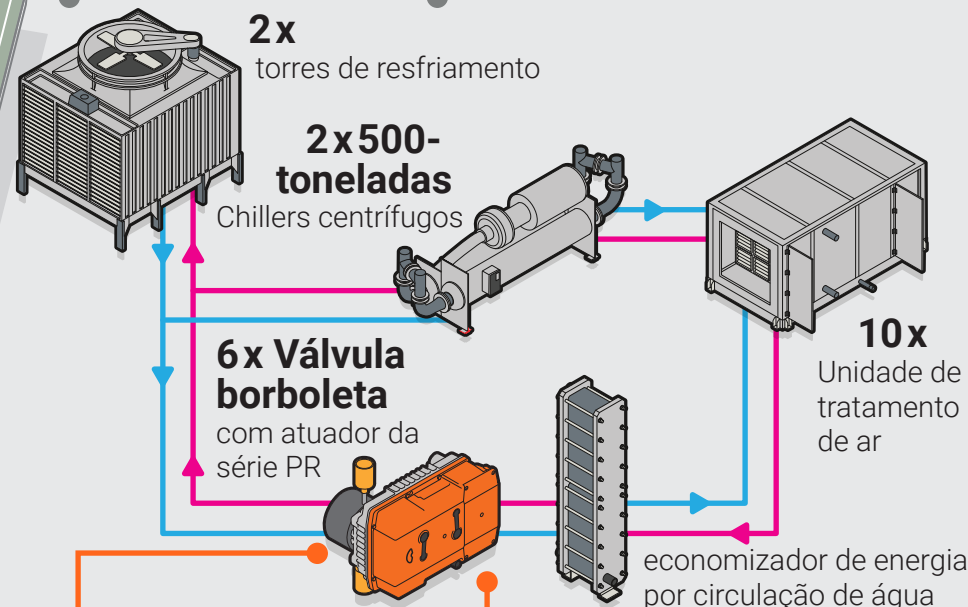 2x
torres de resfriamento
2x500-
toneladas
Chillers centrífugos
6x Válvula
borboleta
com atuador da
série PR
10x
Unidade de
tratamento
de ar
economizador de energia
por circulação de água